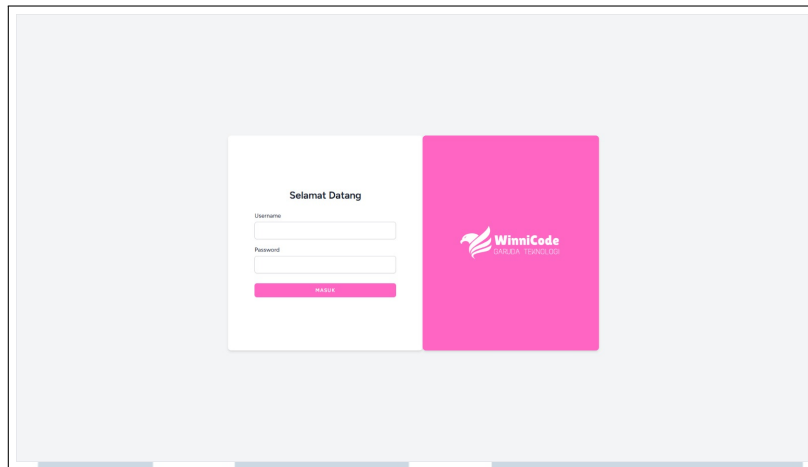 Selamat Datang
Username
Password
MASUK
WinniCode
GARUDA TEKNOLOGI